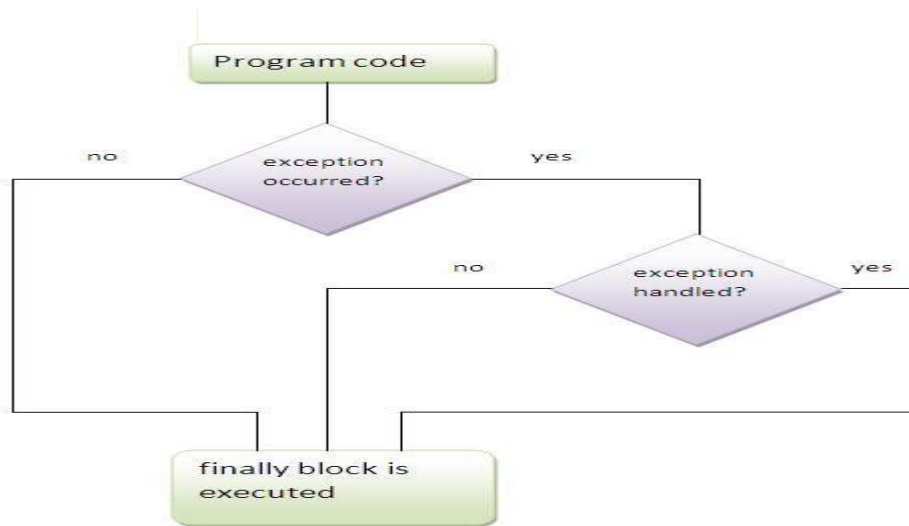 Program code
no
exception
occurred?
yes
no
exception
handled?
yes
finally block is
executed